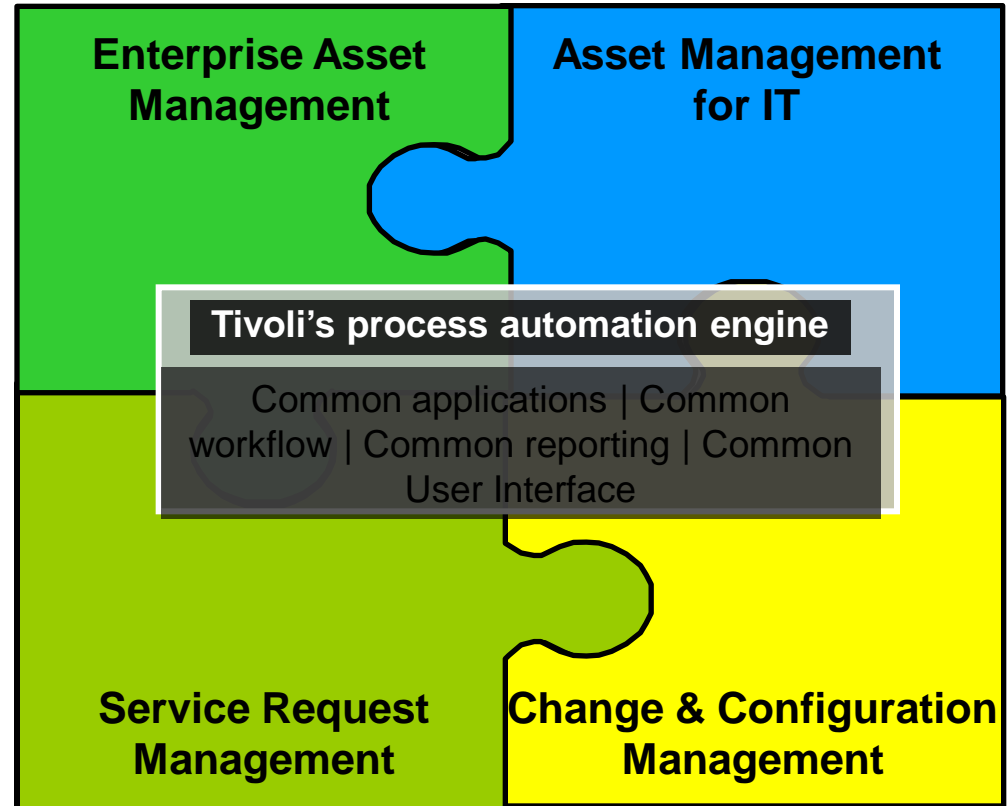 Enterprise Asset
Management
Asset Management
for IT
Tivoli’s process automation engine
Common applications | Common
workflow | Common reporting | Common
User Interface
Service Request
Management
Change & Configuration
Management